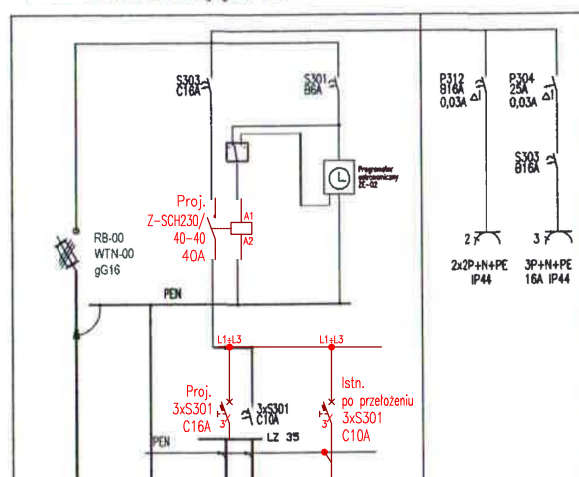 S303
C16A
S301
B6A
P312
B16A
0,03A
P304
25A
0,03A
S303
B16A
Programator
astronomiczny
ZE-02
Proj.
Z-SCH230/
40-40
40A
A1
A2
RB-00
WTN-00
gG16
PEN
2
3
2x2P+N+PE
IP44
3P+N+PE
16A IP44
L1÷L3
L1÷L3
Proj.
3xS301
C16A
3
3xS301
C10A
Istn.
po przełożeniu
3xS301
C10A
3
LZ 35
PEN